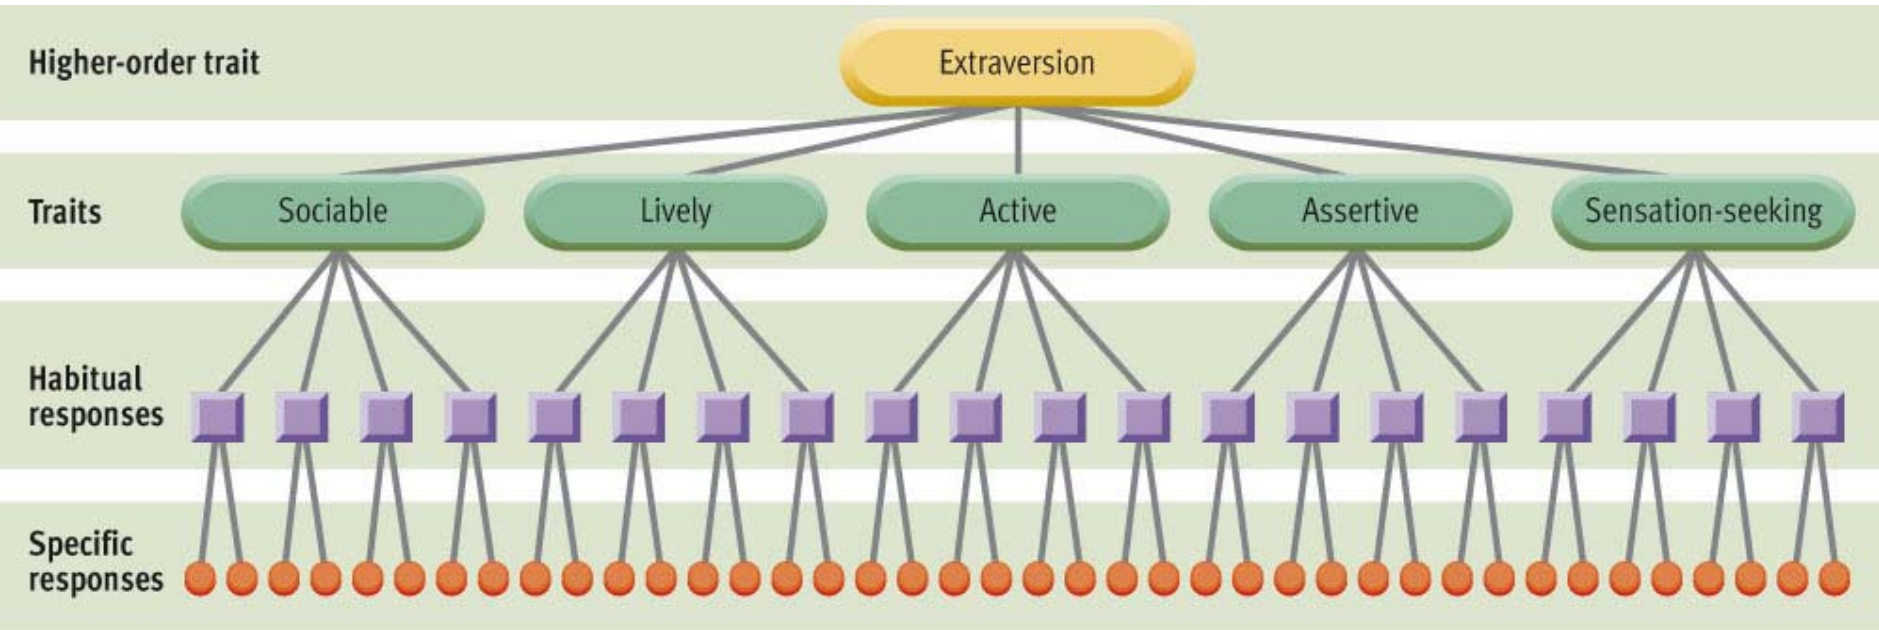 Higher-order trait
Extraversion
Traits
Sociable
Lively
Active
Assertive
Sensation-seeking
Habitual
responses
Specific
responses